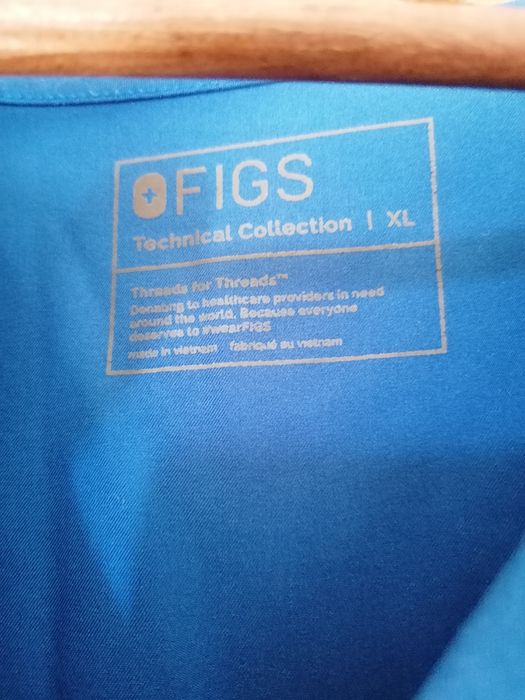 FIGS
Technical Collection | XL
Threads for Threads™
Donating to healthcare providers in need
around the world. Because everyone
deserves to #wearFIGS
made in vietnam fabriqué au vietnam